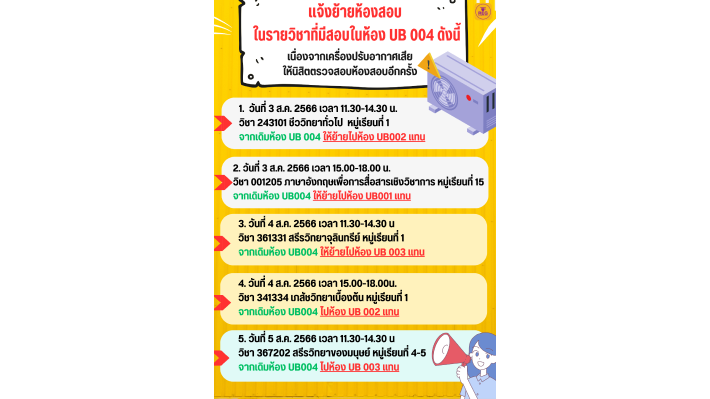 แจ้งย้ายห้องสอบ
ในรายวิชาที่มีสอบในห้อง UB 004 ดังนี้
เนื่องจากเครื่องปรับอากาศเสีย
ให้นิสิตตรวจสอบห้องสอบอีกครั้ง
1. วันที่ 3 ส.ค. 2566 เวลา 11.30-14.30 น.
วิชา 243101 ชีววิทยาทั่วไป หมู่เรียนที่ 1
จากเดิมห้อง UB 004 ให้ย้ายไปห้อง UB002 แทน
2. วันที่ 3 ส.ค. 2566 เวลา 15.00-18.00 น.
วิชา 001205 ภาษาอังกฤษเพื่อการสื่อสารเชิงวิชาการ หมู่เรียนที่ 15
จากเดิมห้อง UB004 ให้ย้ายไปห้อง UB001 แทน
3. วันที่ 4 ส.ค. 2566 เวลา 11.30-14.30 น
วิชา 361331 สรีรวิทยาจุลินทรีย์ หมู่เรียนที่ 1
จากเดิมห้อง UB004 ให้ย้ายไปห้อง UB 003 แทน
4. วันที่ 4 ส.ค. 2566 เวลา 15.00-18.00น.
วิชา 341334 เภสัชวิทยาเบื้องต้น หมู่เรียนที่ 1
จากเดิมห้อง UB004 ไปห้อง UB 002 แทน
5. วันที่ 5 ส.ค. 2566 เวลา 11.30-14.30 น
วิชา 367202 สรีรวิทยาของมนุษย์ หมู่เรียนที่ 4-5
จากเดิมห้อง UB004 ไปห้อง UB 003 แทน